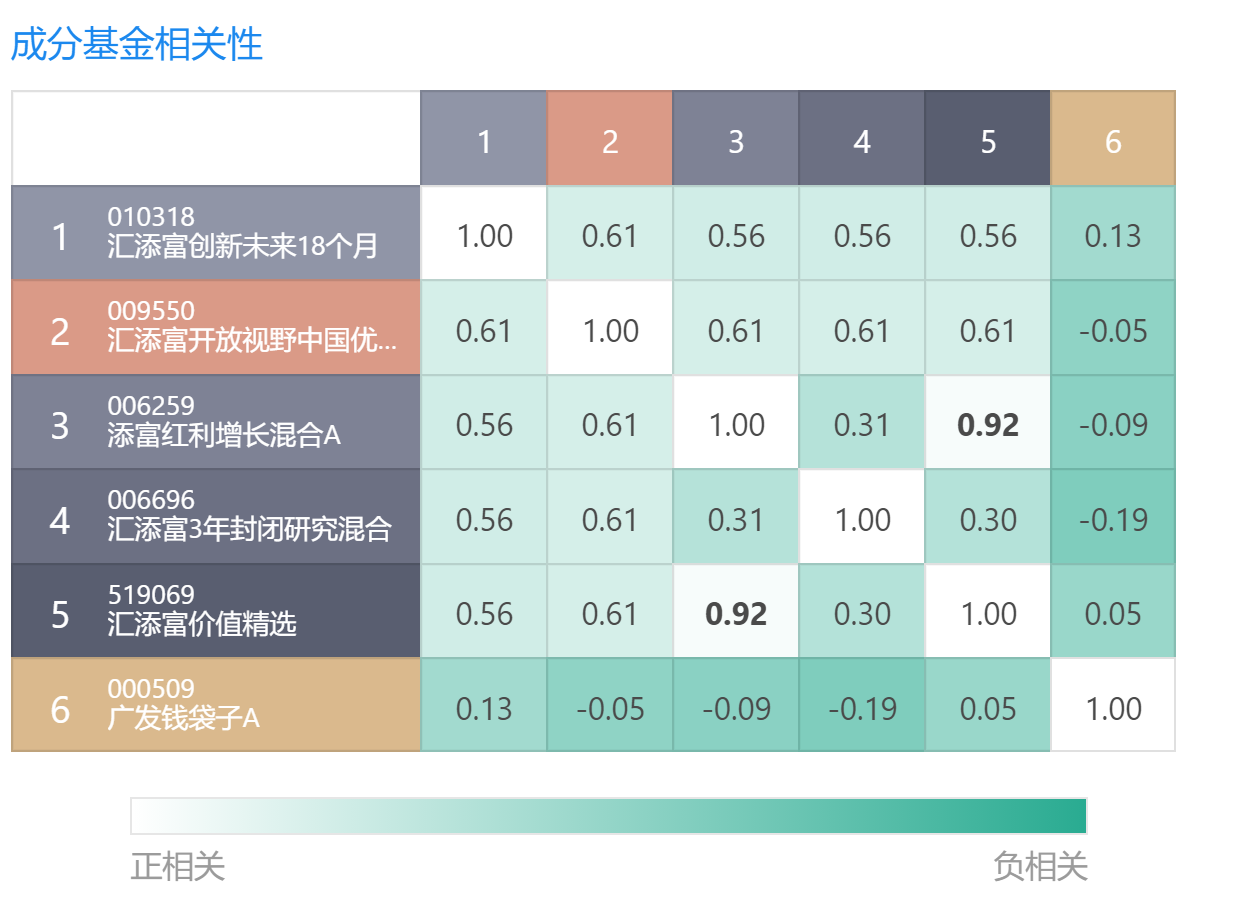 成分基金相关性
1 2 3 4 5 6
1 010318 汇添富创新未来18个月 1.00 0.61 0.56 0.56 0.56 0.13
2 009550 汇添富开放视野中国优... 0.61 1.00 0.61 0.61 0.61 -0.05
3 006259 添富红利增长混合A 0.56 0.61 1.00 0.31 0.92 -0.09
4 006696 汇添富3年封闭研究混合 0.56 0.61 0.31 1.00 0.30 -0.19
5 519069 汇添富价值精选 0.56 0.61 0.92 0.30 1.00 0.05
6 000509 广发钱袋子A 0.13 -0.05 -0.09 -0.19 0.05 1.00
正相关 负相关